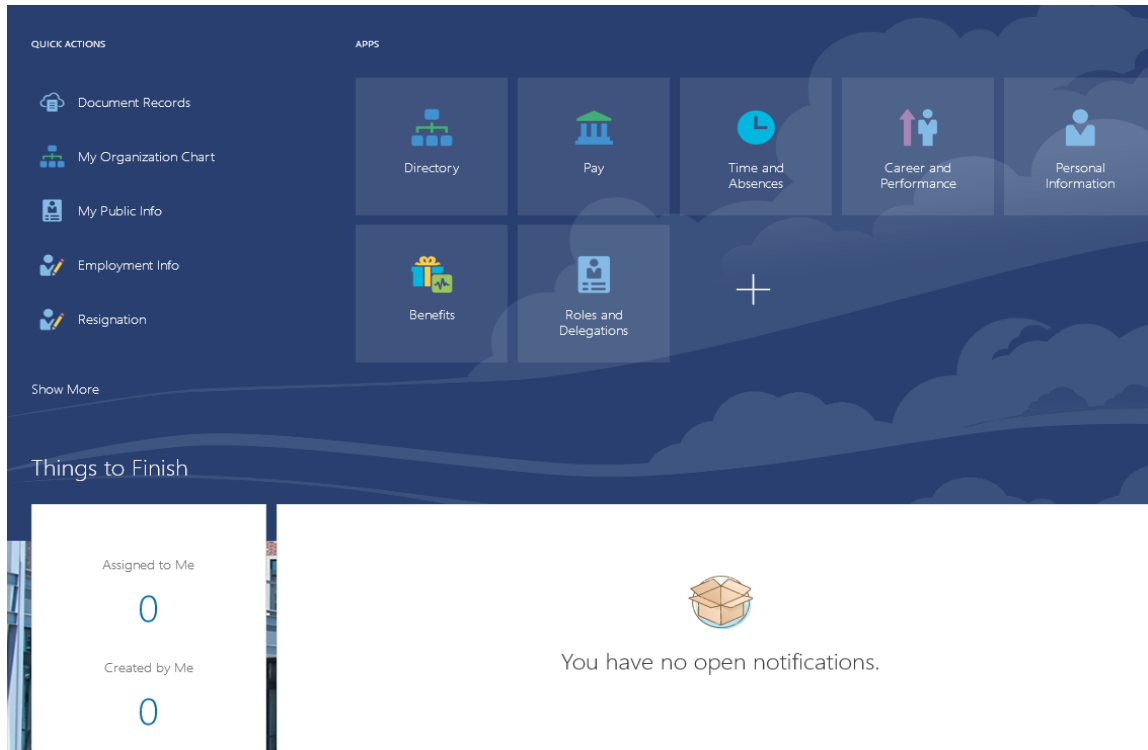 QUICK ACTIONS
Document Records
My Organization Chart
My Public Info
Employment Info
Resignation
Show More
APPS
Directory
Pay
Time and
Absences
Career and
Performance
Personal
Information
Benefits
Roles and
Delegations
Things to Finish
Assigned to Me
0
Created by Me
0
You have no open notifications.